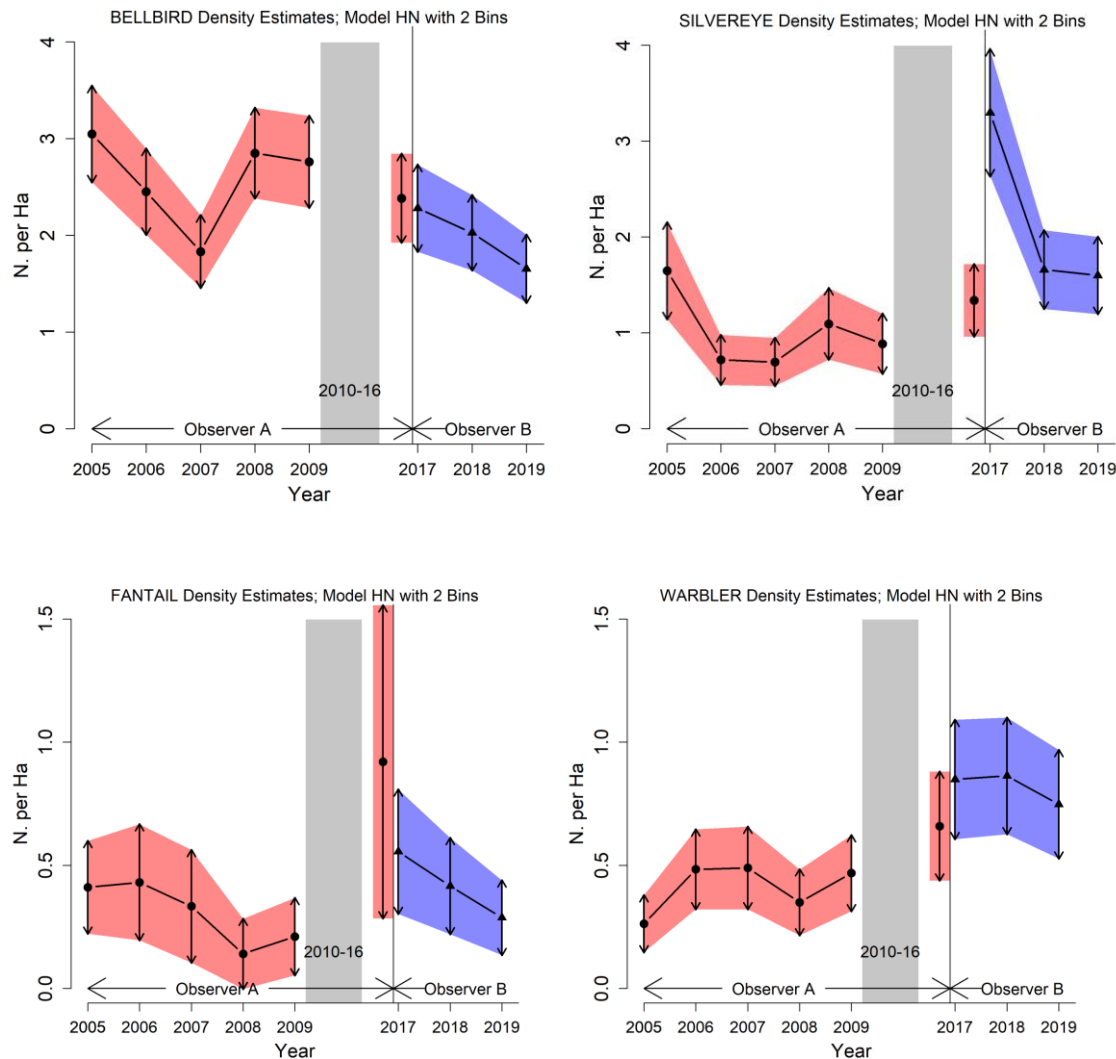 BELLBIRD Density Estimates; Model HN with 2 Bins
N. per Ha
4
3
2
1
0
2010-16
Observer A
Observer B
2005 2006 2007 2008 2009 2017 2018 2019
Year
SILVEREYE Density Estimates; Model HN with 2 Bins
N. per Ha
4
3
2
1
0
2010-16
Observer A
Observer B
2005 2006 2007 2008 2009 2017 2018 2019
Year
FANTAIL Density Estimates; Model HN with 2 Bins
N. per Ha
1.5
1.0
0.5
0.0
2010-16
Observer A
Observer B
2005 2006 2007 2008 2009 2017 2018 2019
Year
WARBLER Density Estimates; Model HN with 2 Bins
N. per Ha
1.5
1.0
0.5
0.0
2010-16
Observer A
Observer B
2005 2006 2007 2008 2009 2017 2018 2019
Year